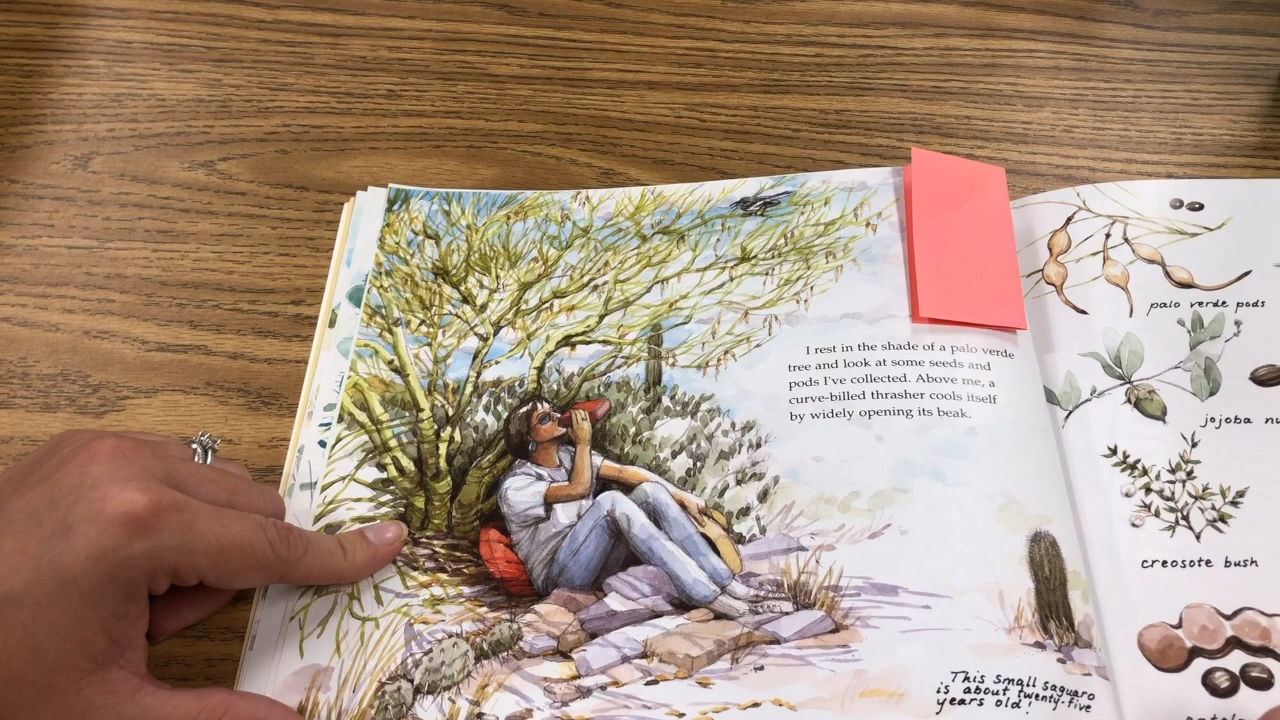 I rest in the shade of a palo verde
tree and look at some seeds and
pods I've collected. Above me, a
curve-billed thrasher cools itself
by widely opening its beak.
This small saguaro
is about twenty-five
years old!
palo verde pods
jojoba
creosote bush